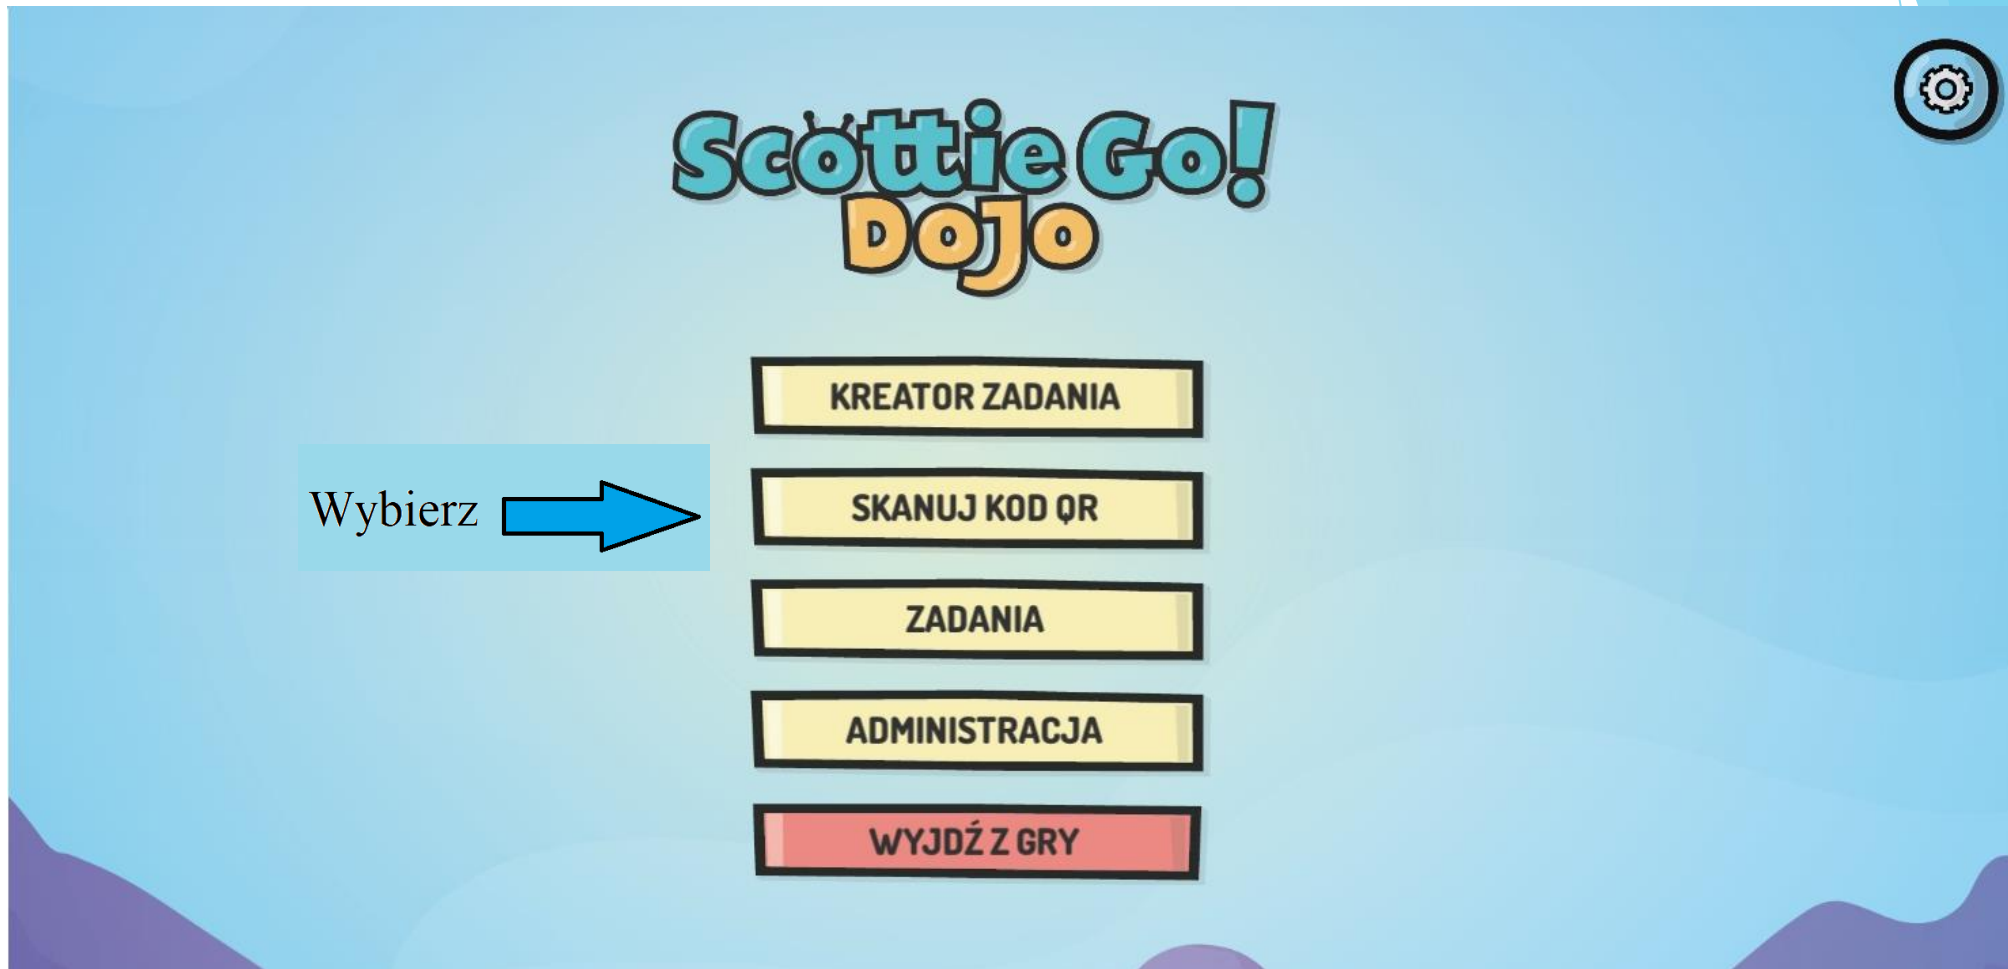 Scottie Go!
Dojo
KREATOR ZADANIA
Wybierz
SKANUJ KOD QR
ZADANIA
ADMINISTRACJA
WYJDŹ Z GRY